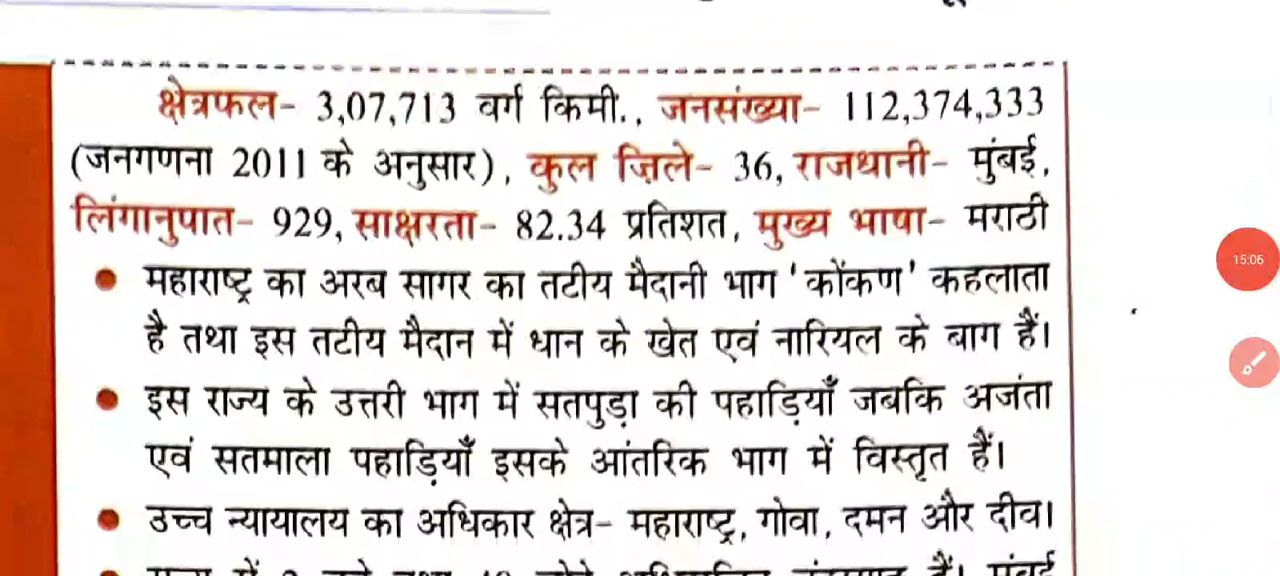 क्षेत्रफल- 3,07,713 वर्ग किमी., जनसंख्या- 112,374,333
(जनगणना 2011 के अनुसार), कुल ज़िले- 36, राजधानी- मुंबई,
लिंगानुपात- 929, साक्षरता- 82.34 प्रतिशत, मुख्य भाषा- मराठी
● महाराष्ट्र का अरब सागर का तटीय मैदानी भाग 'कोंकण' कहलाता
है तथा इस तटीय मैदान में धान के खेत एवं नारियल के बाग हैं।
● इस राज्य के उत्तरी भाग में सतपुड़ा की पहाड़ियाँ जबकि अजंता
एवं सतमाला पहाड़ियाँ इसके आंतरिक भाग में विस्तृत हैं।
● उच्च न्यायालय का अधिकार क्षेत्र- महाराष्ट्र, गोवा, दमन और दीव।
15:06